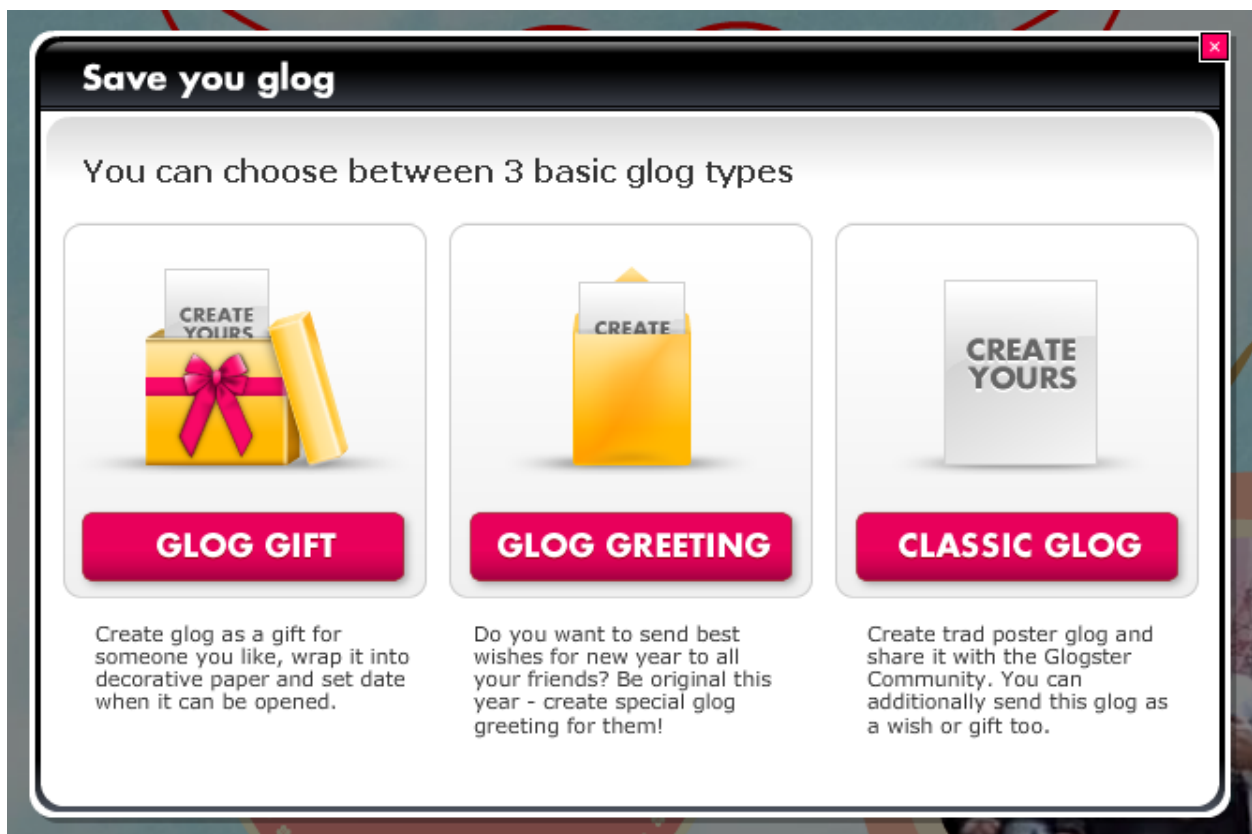 Save you glog
×
You can choose between 3 basic glog types
CREATE
YOURS
GLOG GIFT
Create glog as a gift for
someone you like, wrap it into
decorative paper and set date
when it can be opened.
CREATE
GLOG GREETING
Do you want to send best
wishes for new year to all
your friends? Be original this
year - create special glog
greeting for them!
CREATE
YOURS
CLASSIC GLOG
Create trad poster glog and
share it with the Glogster
Community. You can
additionally send this glog as
a wish or gift too.